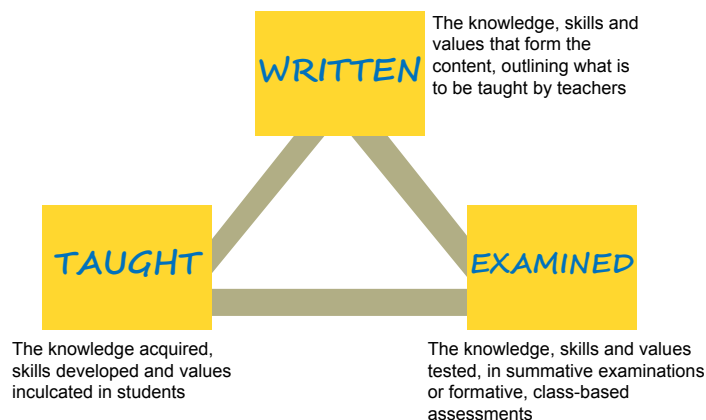 WRITTEN
The knowledge, skills and
values that form the
content, outlining what is
to be taught by teachers
TAUGHT
EXAMINED
The knowledge acquired,
skills developed and values
inculcated in students
The knowledge, skills and values
tested, in summative examinations
or formative, class-based
assessments